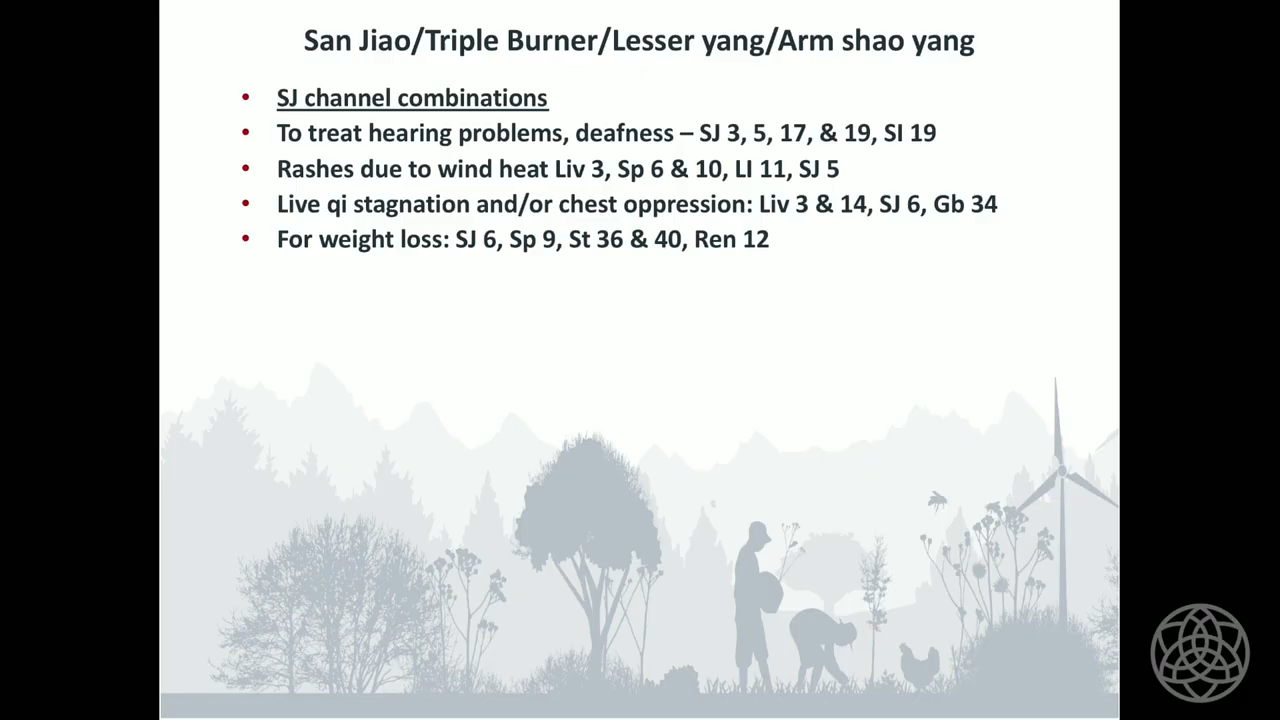 San Jiao/Triple Burner/Lesser yang/Arm shao yang
• SJ channel combinations
• To treat hearing problems, deafness – SJ 3, 5, 17, & 19, SI 19
• Rashes due to wind heat Liv 3, Sp 6 & 10, LI 11, SJ 5
• Live qi stagnation and/or chest oppression: Liv 3 & 14, SJ 6, Gb 34
• For weight loss: SJ 6, Sp 9, St 36 & 40, Ren 12